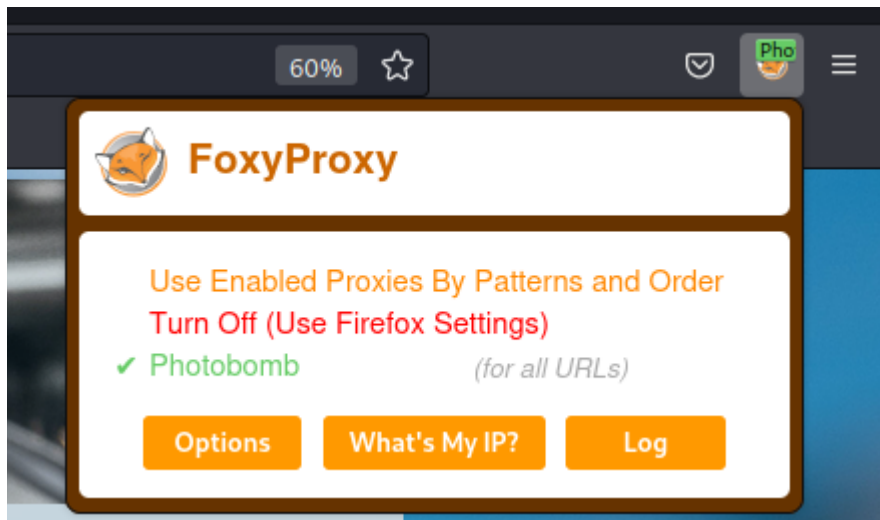 60%
Pho
FoxyProxy
Use Enabled Proxies By Patterns and Order
Turn Off (Use Firefox Settings)
✔ Photobomb (for all URLs)
Options What's My IP? Log